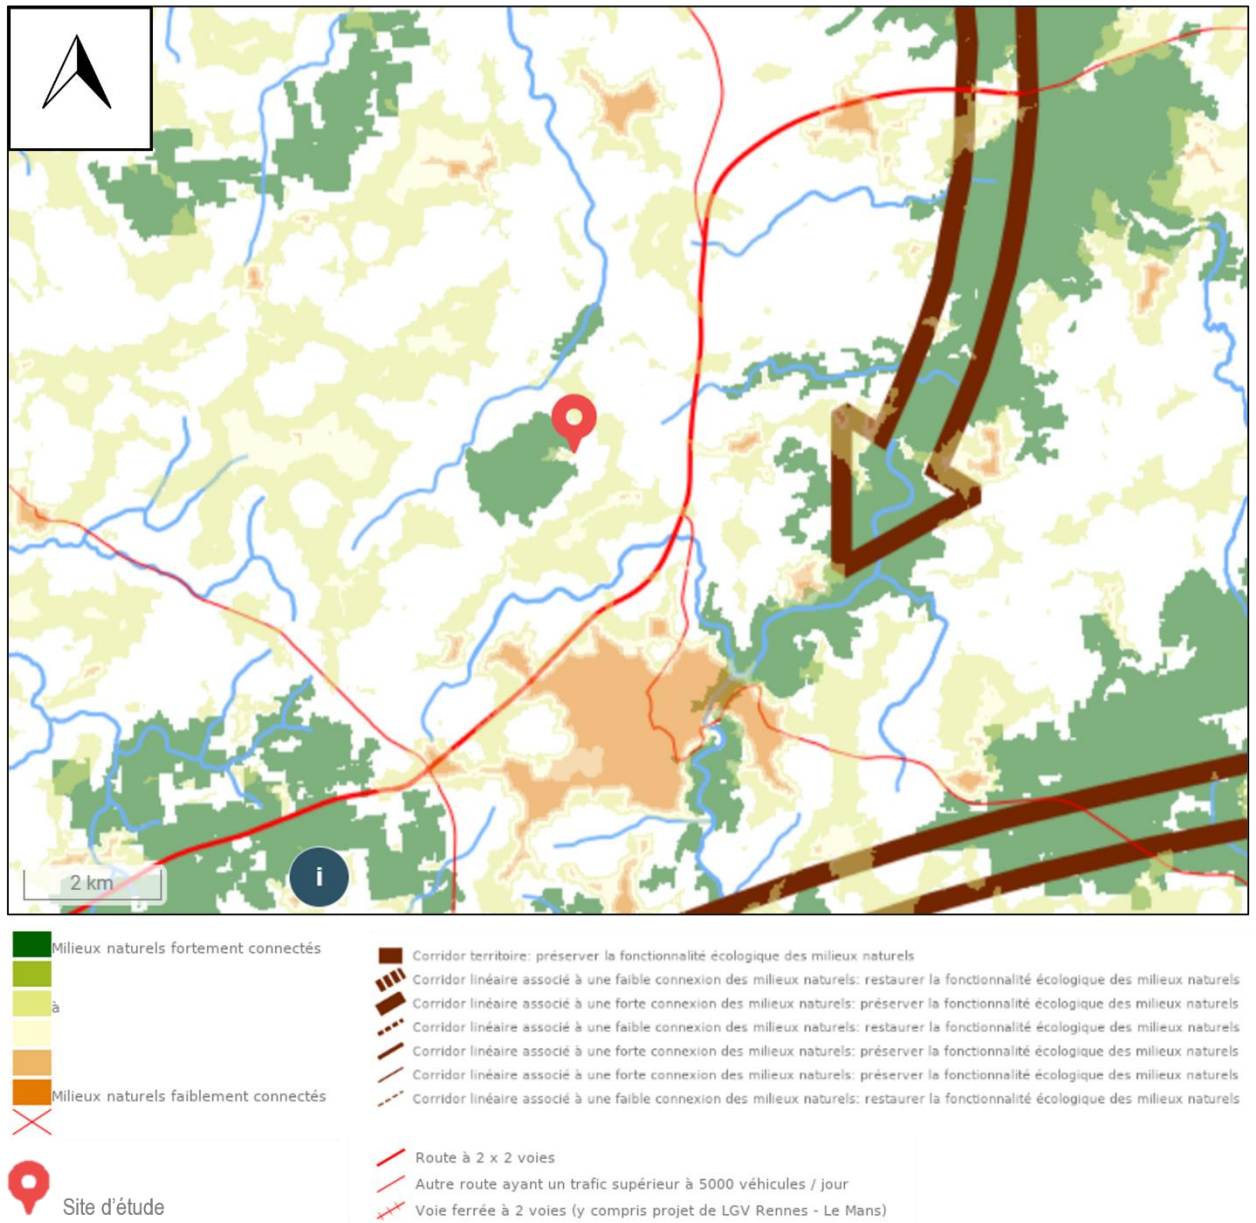 2 km
i
Milieux naturels fortement connectés
à
Milieux naturels faiblement connectés
Site d'étude
Corridor territoire: préserver la fonctionnalité écologique des milieux naturels
Corridor linéaire associé à une faible connexion des milieux naturels: restaurer la fonctionnalité écologique des milieux naturels
Corridor linéaire associé à une forte connexion des milieux naturels: préserver la fonctionnalité écologique des milieux naturels
Corridor linéaire associé à une faible connexion des milieux naturels: restaurer la fonctionnalité écologique des milieux naturels
Corridor linéaire associé à une forte connexion des milieux naturels: préserver la fonctionnalité écologique des milieux naturels
Corridor linéaire associé à une forte connexion des milieux naturels: préserver la fonctionnalité écologique des milieux naturels
Corridor linéaire associé à une faible connexion des milieux naturels: restaurer la fonctionnalité écologique des milieux naturels
Route à 2 x 2 voies
Autre route ayant un trafic supérieur à 5000 véhicules / jour
Voie ferrée à 2 voies (y compris projet de LGV Rennes - Le Mans)